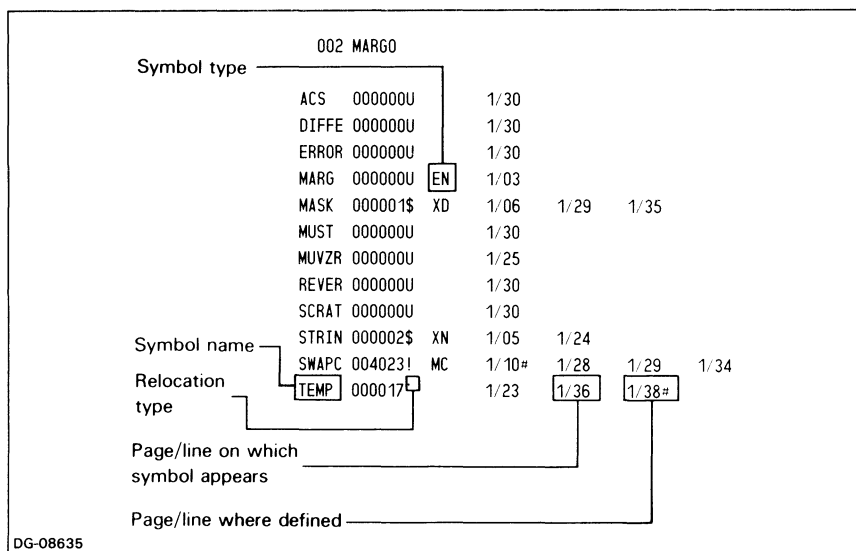 002 MARGO
Symbol type
ACS 000000U 1/30
DIFFE 000000U 1/30
ERROR 000000U 1/30
MARG 000000U EN 1/03
MASK 000001$ XD 1/06 1/29 1/35
MUST 000000U 1/30
MUVZR 000000U 1/25
REVER 000000U 1/30
SCRAT 000000U 1/30
STRIN 000002$ XN 1/05 1/24
Symbol name
SWAPC 004023! MC 1/10# 1/28 1/29 1/34
Relocation type
TEMP 000017 1/23 1/36 1/38#
Page/line on which
symbol appears
Page/line where defined
DG-08635